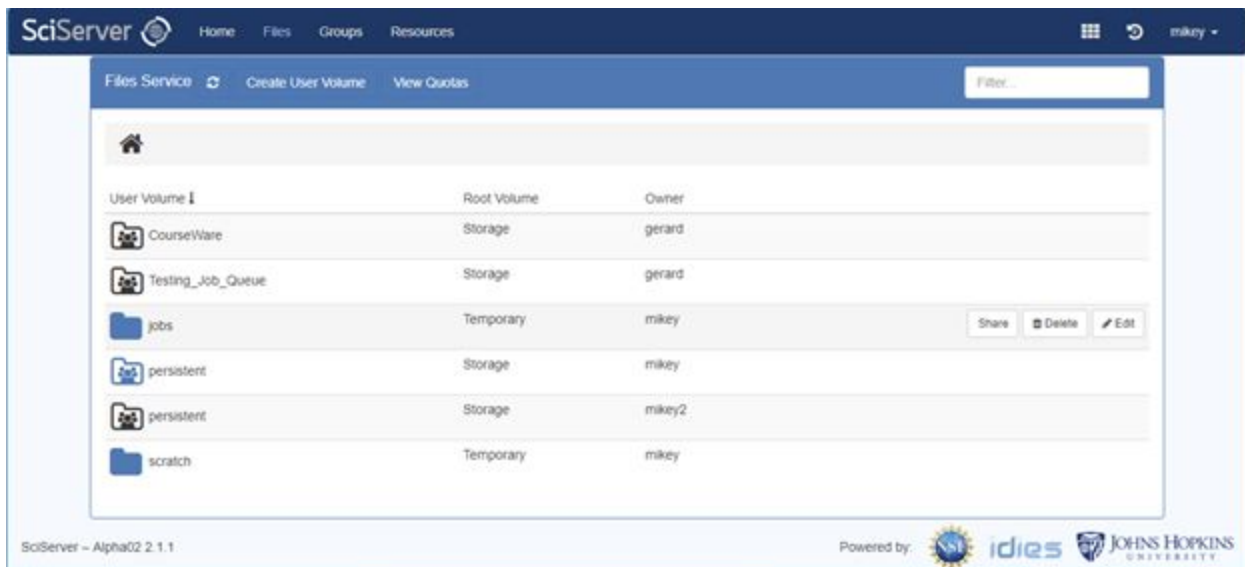 SciServer Home Files Groups Resources mikey
Files Service Create User Volume View Quotas Filter...
User Volume Root Volume Owner
CourseWare Storage gerard
Testing_Job_Queue Storage gerard
jobs Temporary mikey Share Delete Edit
persistent Storage mikey
persistent Storage mikey2
scratch Temporary mikey
SciServer – Alpha02 2.1.1 Powered by: NSF idies JOHNS HOPKINS
UNIVERSITY